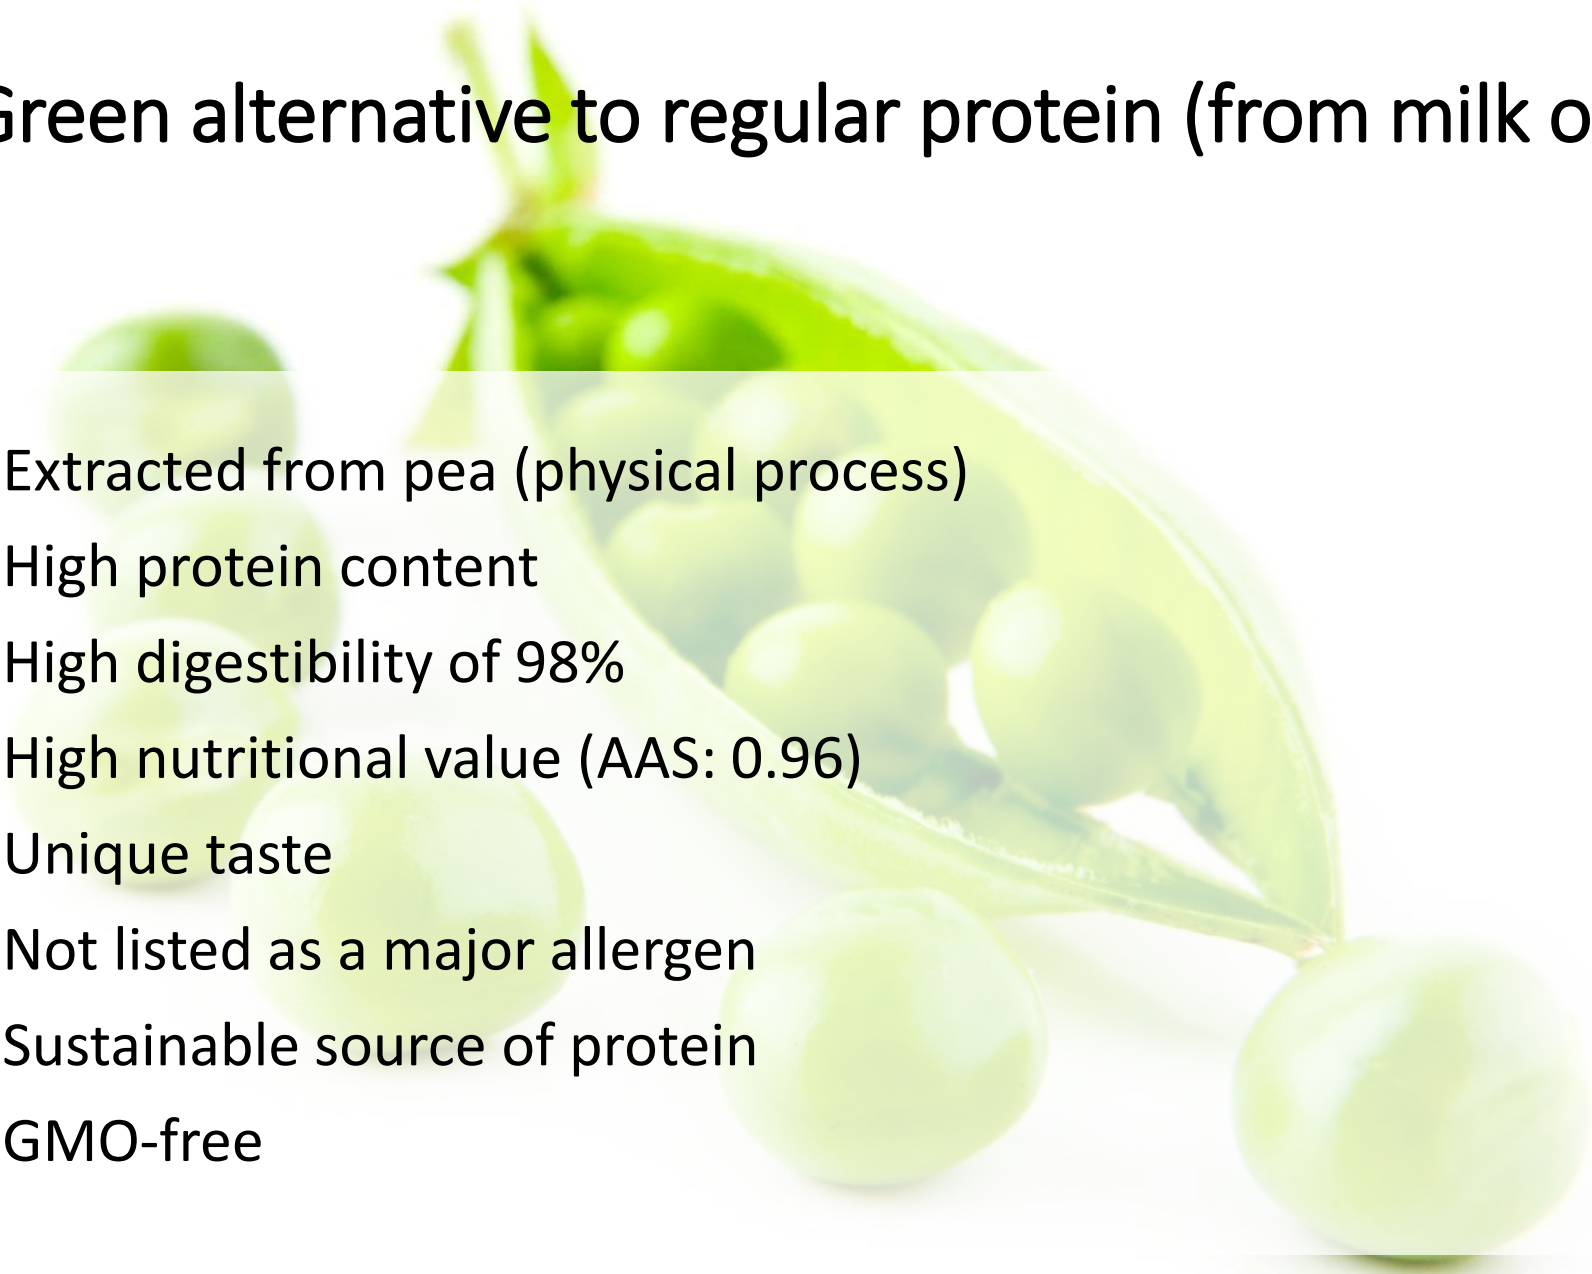 Green alternative to regular protein (from milk o
Extracted from pea (physical process)
High protein content
High digestibility of 98%
High nutritional value (AAS: 0.96)
Unique taste
Not listed as a major allergen
Sustainable source of protein
GMO-free